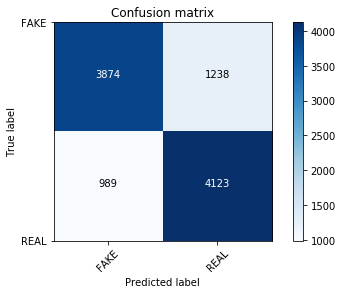 Confusion matrix
FAKE
REAL
True label
3874
1238
989
4123
FAKE
REAL
Predicted label
4000
3500
3000
2500
2000
1500
1000